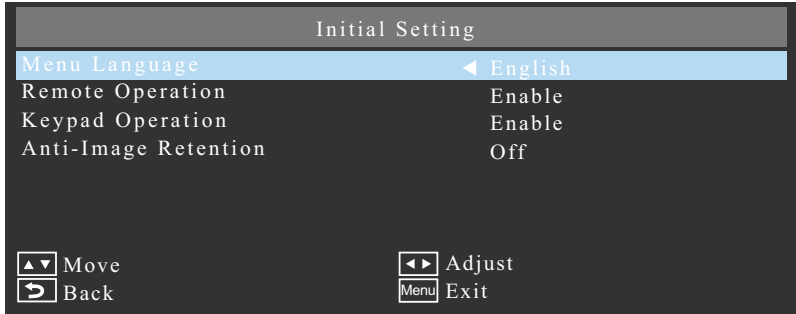 Initial Setting
Menu Language English
Remote Operation Enable
Keypad Operation Enable
Anti-Image Retention Off
Move Adjust
Back Menu Exit